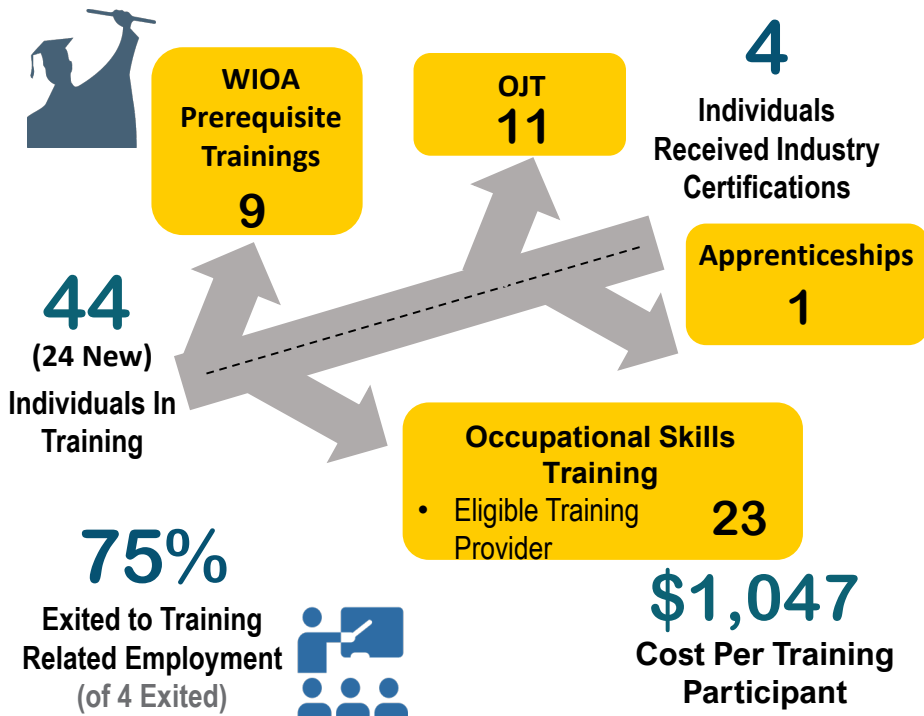 WIOA
Prerequisite
Trainings
9
OJT
11
4
Individuals
Received Industry
Certifications
Apprenticeships
1
44
(24 New)
Individuals In
Training
Occupational Skills
Training
• Eligible Training
Provider
23
75%
Exited to Training
Related Employment
(of 4 Exited)
$1,047
Cost Per Training
Participant